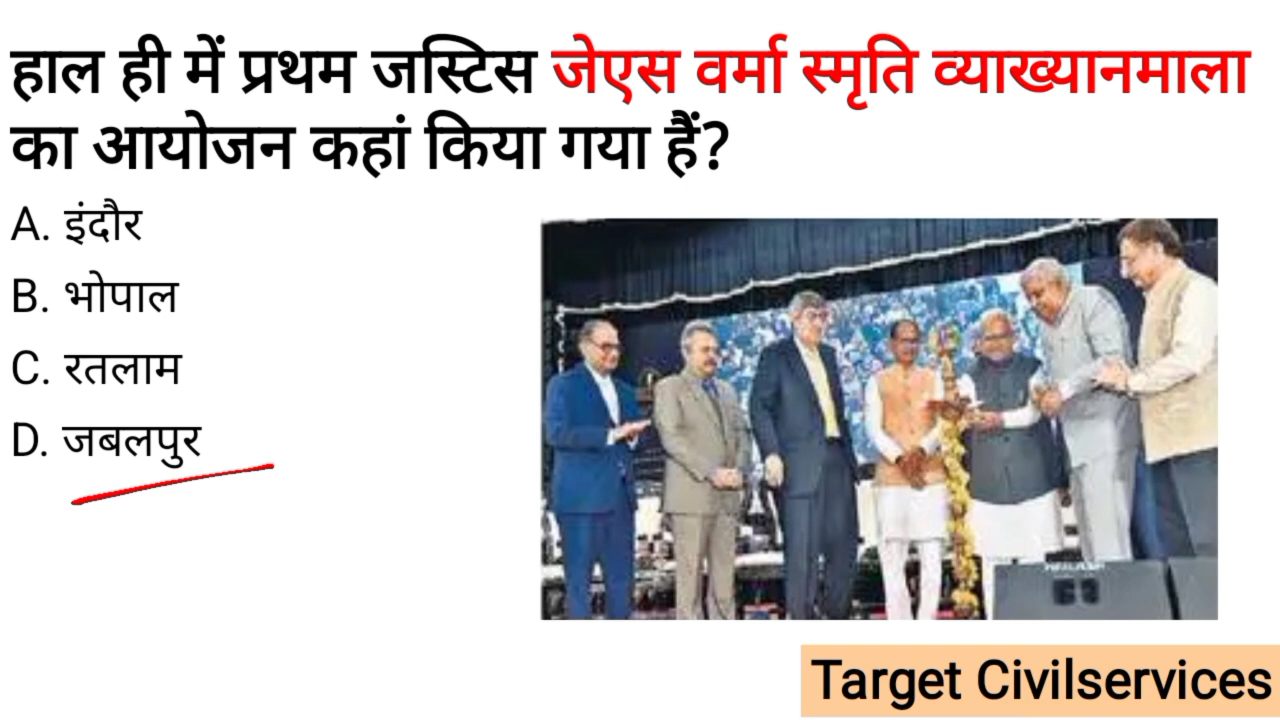 हाल ही में प्रथम जस्टिस जेएस वर्मा स्मृति व्याख्यानमाला
का आयोजन कहां किया गया हैं?
A. इंदौर
B. भोपाल
C. रतलाम
D. जबलपुर
Target Civilservices